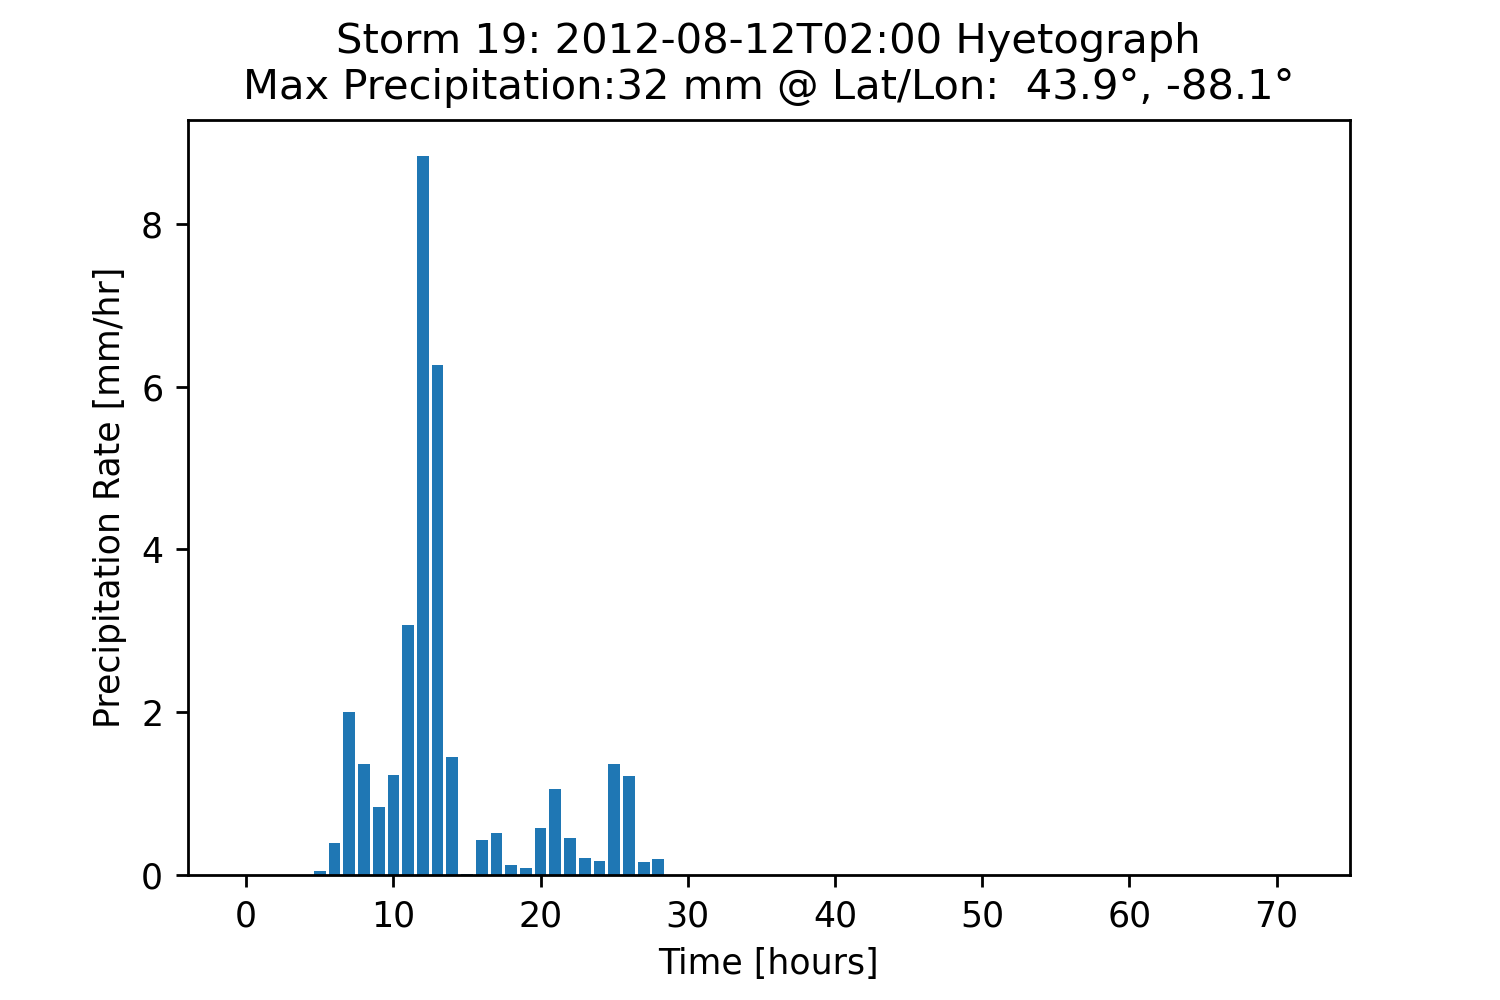 Storm 19: 2012-08-12T02:00 Hyetograph
Max Precipitation:32 mm @ Lat/Lon:  43.9°, -88.1°
Precipitation Rate [mm/hr]
8
6
4
2
0
0 10 20 30 40 50 60 70
Time [hours]